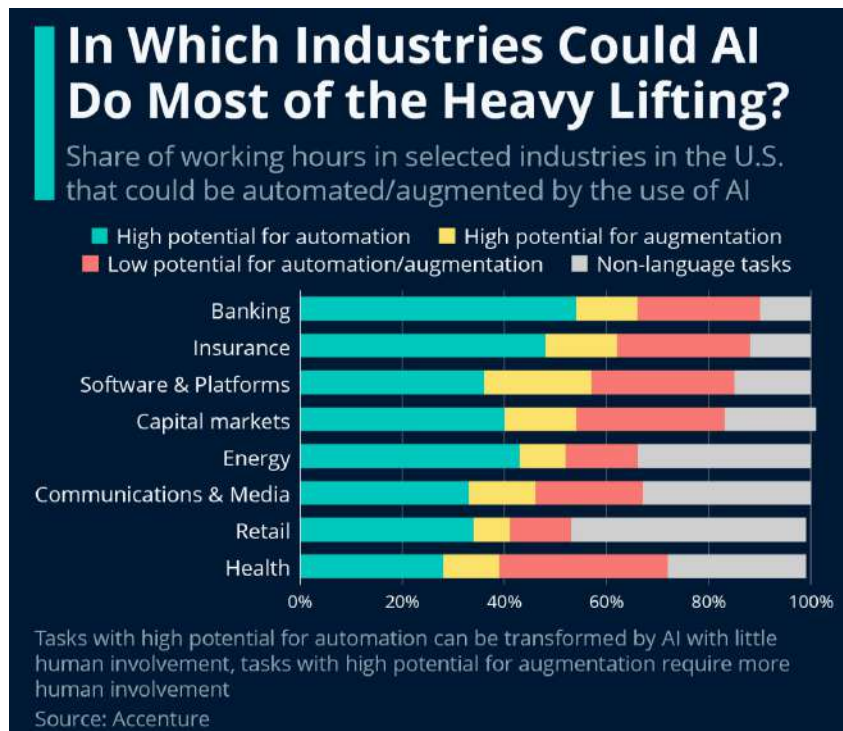 In Which Industries Could AI
Do Most of the Heavy Lifting?
Share of working hours in selected industries in the U.S.
that could be automated/augmented by the use of AI
High potential for automation High potential for augmentation
Low potential for automation/augmentation Non-language tasks
Banking
Insurance
Software & Platforms
Capital markets
Energy
Communications & Media
Retail
Health
0% 20% 40% 60% 80% 100%
Tasks with high potential for automation can be transformed by AI with little
human involvement, tasks with high potential for augmentation require more
human involvement
Source: Accenture